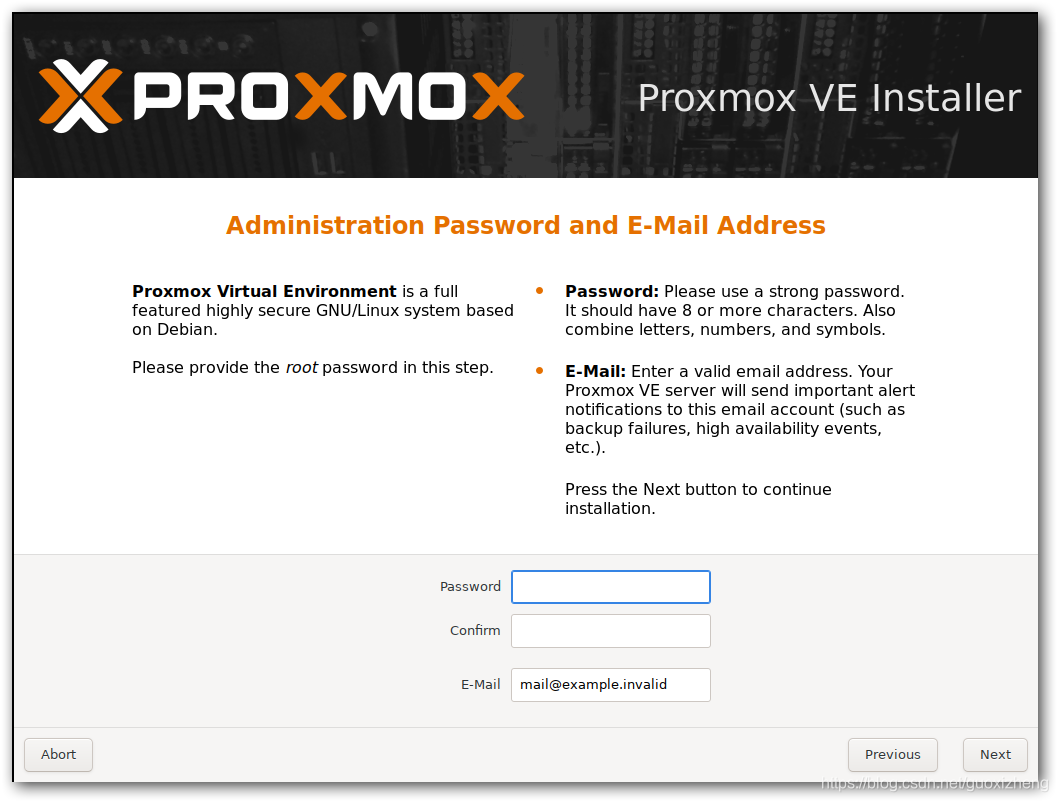 PROXMOX
Proxmox VE Installer
Administration Password and E-Mail Address
Proxmox Virtual Environment is a full
featured highly secure GNU/Linux system based
on Debian.
Please provide the root password in this step.
Password: Please use a strong password.
It should have 8 or more characters. Also
combine letters, numbers, and symbols.
E-Mail: Enter a valid email address. Your
Proxmox VE server will send important alert
notifications to this email account (such as
backup failures, high availability events,
etc.).
Press the Next button to continue
installation.
Password
Confirm
E-Mail mail@example.invalid
Abort Previous Next
https://blog.csdn.net/guoxizheng